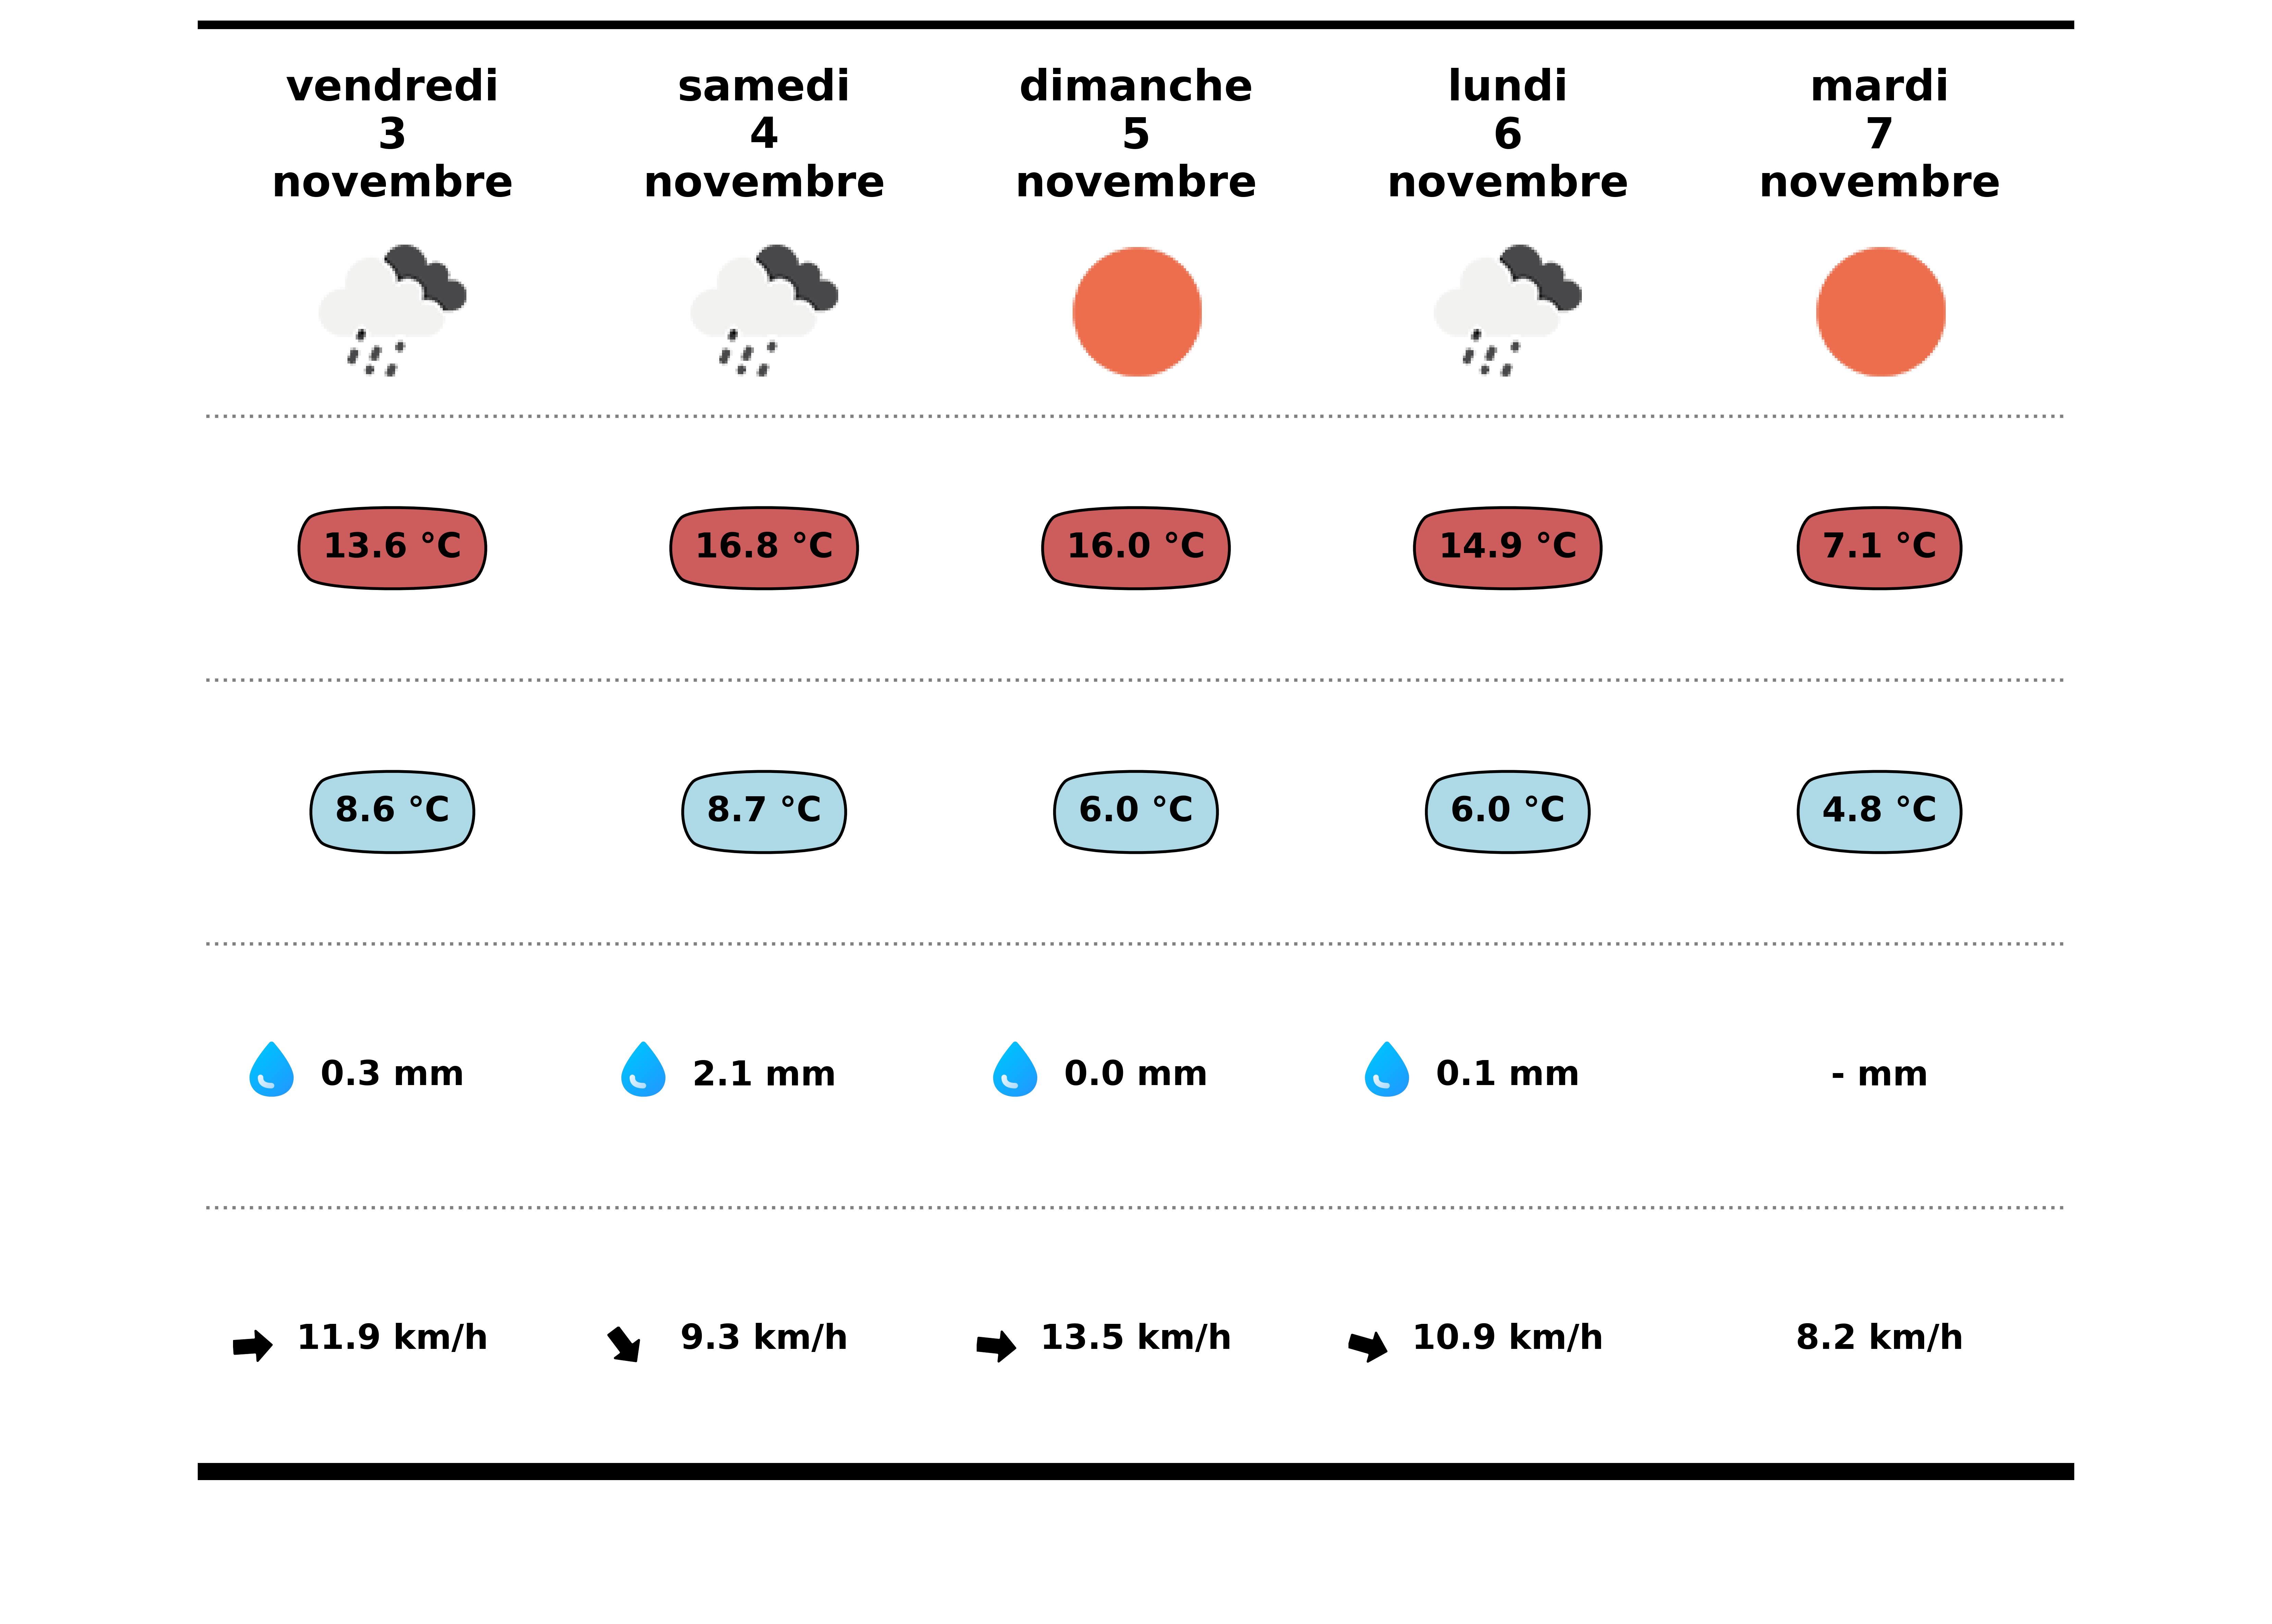 vendredi
3
novembre
samedi
4
novembre
dimanche
5
novembre
lundi
6
novembre
mardi
7
novembre
13.6 °C
16.8 °C
16.0 °C
14.9 °C
7.1 °C
8.6 °C
8.7 °C
6.0 °C
6.0 °C
4.8 °C
0.3 mm
2.1 mm
0.0 mm
0.1 mm
- mm
11.9 km/h
9.3 km/h
13.5 km/h
10.9 km/h
8.2 km/h